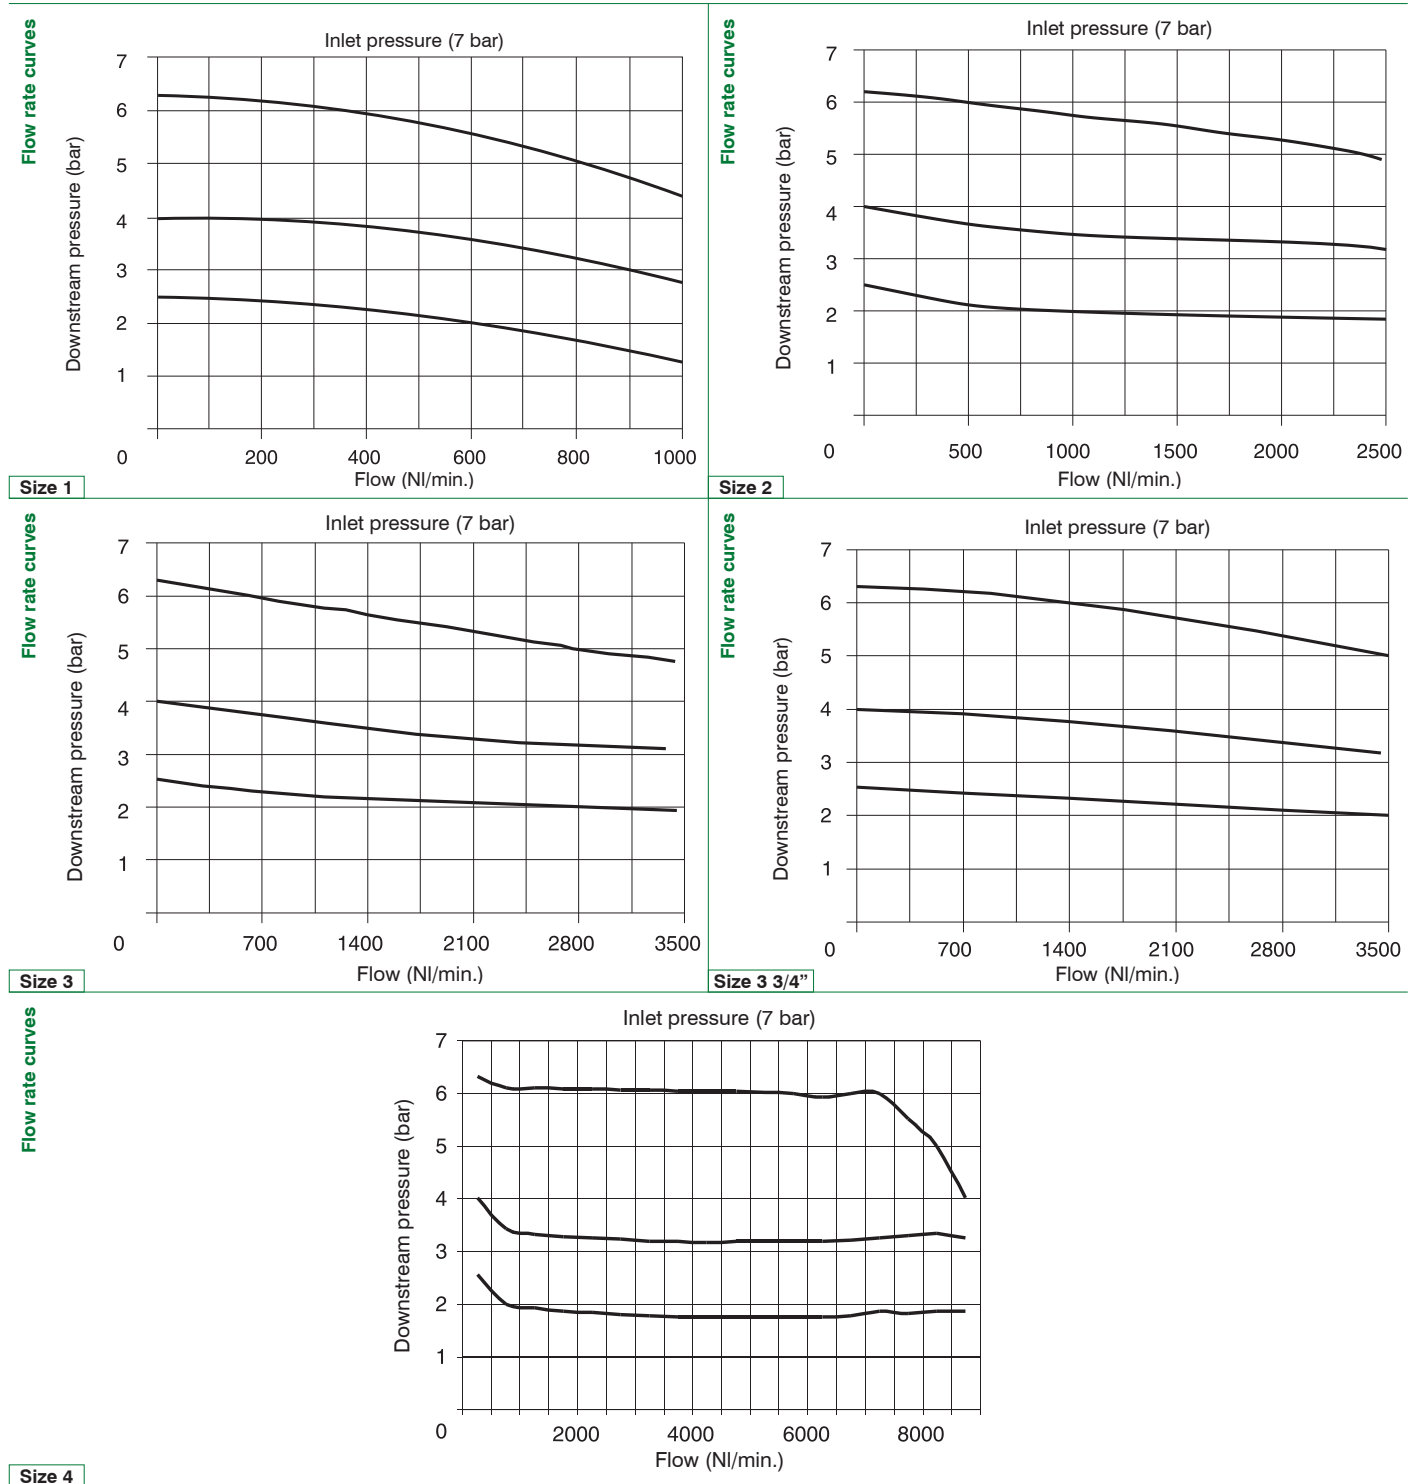 Flow rate curves
Inlet pressure (7 bar)
Downstream pressure (bar)
7
6
5
4
3
2
1
0 200 400 600 800 1000
Flow (Nl/min.)
Size 1
Flow rate curves
Inlet pressure (7 bar)
Downstream pressure (bar)
7
6
5
4
3
2
1
0 500 1000 1500 2000 2500
Flow (Nl/min.)
Size 2
Flow rate curves
Inlet pressure (7 bar)
Downstream pressure (bar)
7
6
5
4
3
2
1
0 700 1400 2100 2800 3500
Flow (Nl/min.)
Size 3
Flow rate curves
Inlet pressure (7 bar)
Downstream pressure (bar)
7
6
5
4
3
2
1
0 700 1400 2100 2800 3500
Flow (Nl/min.)
Size 3 3/4”
Flow rate curves
Inlet pressure (7 bar)
Downstream pressure (bar)
7
6
5
4
3
2
1
0 2000 4000 6000 8000
Flow (Nl/min.)
Size 4